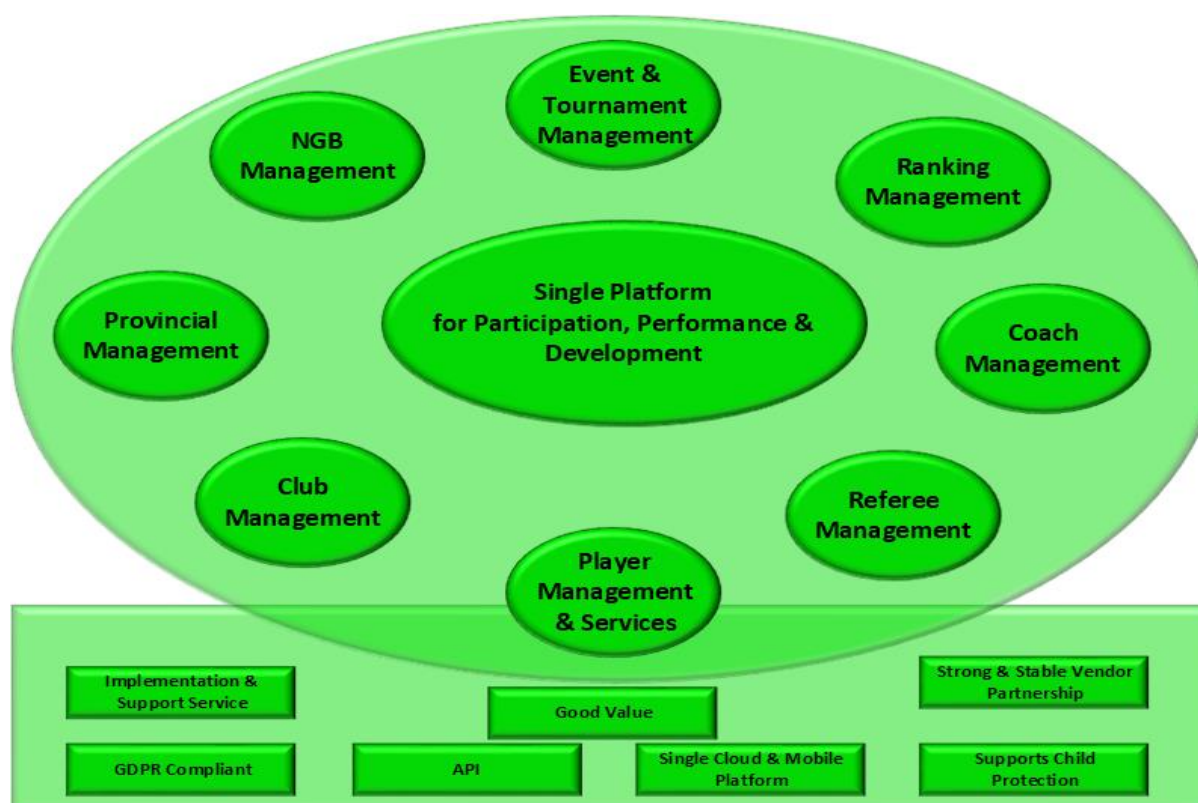 Event &
Tournament
Management
NGB
Management
Ranking
Management
Single Platform
for Participation, Performance &
Development
Provincial
Management
Coach
Management
Club
Management
Referee
Management
Player
Management
& Services
Implementation &
Support Service
Good Value
Strong & Stable Vendor
Partnership
GDPR Compliant
API
Single Cloud & Mobile
Platform
Supports Child
Protection